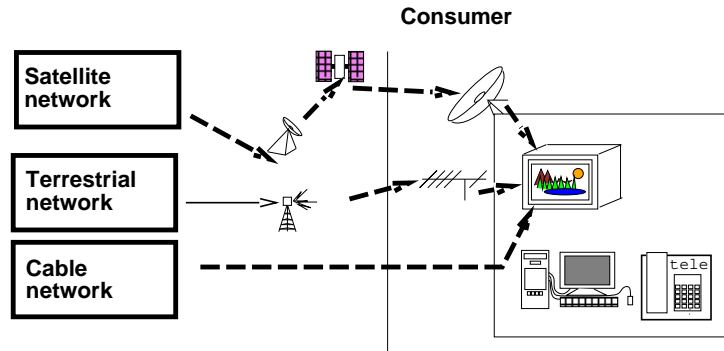 Consumer
Satellite
network
Terrestrial
network
Cable
network
tele